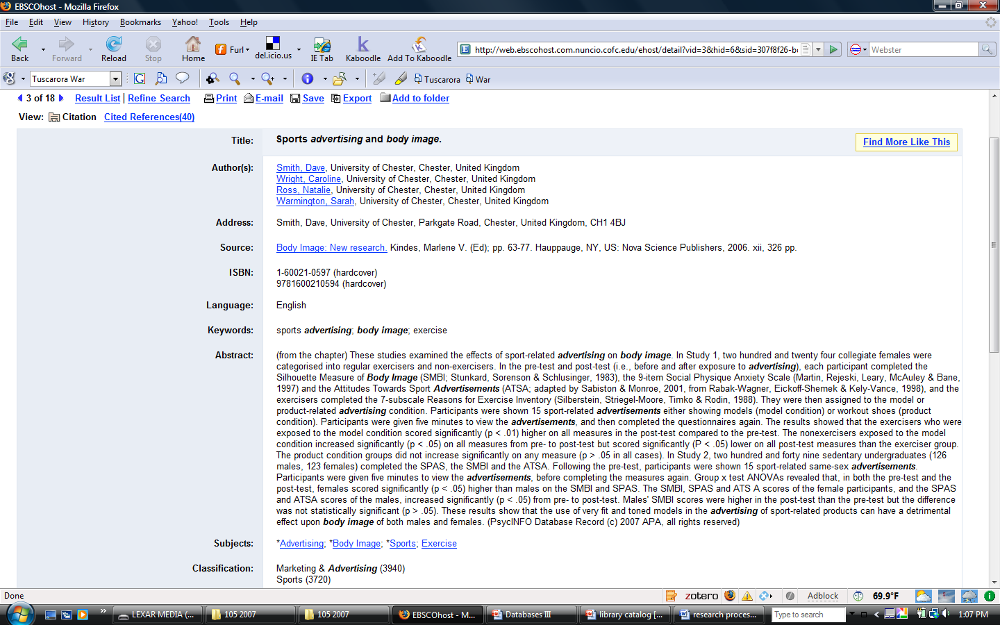 EBSCOhost - Mozilla Firefox
File Edit View History Bookmarks Yahoo! Tools Help
Back Forward Reload Stop Home Furl del.icio.us IE Tab Kaboodle Add To Kaboodle http://web.ebscohost.com.nuncio.cofc.edu/ehost/detail?vid=3&hid=6&sid=307f8f26-b Webster
Tuscarora War Tuscarora War
3 of 18 Result List | Refine Search Print E-mail Save Export Add to folder
View: Citation Cited References(40)
Title: Sports advertising and body image. Find More Like This
Author(s): Smith, Dave, University of Chester, Chester, United Kingdom
Wright, Caroline, University of Chester, Chester, United Kingdom
Ross, Natalie, University of Chester, Chester, United Kingdom
Warmington, Sarah, University of Chester, Chester, United Kingdom
Address: Smith, Dave, University of Chester, Parkgate Road, Chester, United Kingdom, CH1 4BJ
Source: Body Image: New research. Kindes, Marlene V. (Ed); pp. 63-77. Hauppauge, NY, US: Nova Science Publishers, 2006. xii, 326 pp.
ISBN: 1-60021-0597 (hardcover)
9781600210594 (hardcover)
Language: English
Keywords: sports advertising; body image; exercise
Abstract: (from the chapter) These studies examined the effects of sport-related advertising on body image. In Study 1, two hundred and twenty four collegiate females were
categorised into regular exercisers and non-exercisers. In the pre-test and post-test (i.e., before and after exposure to advertising), each participant completed the
Silhouette Measure of Body Image (SMBI; Stunkard, Sorenson & Schlusinger, 1983), the 9-item Social Physique Anxiety Scale (Martin, Rejeski, Leary, McAuley & Bane,
1997) and the Attitudes Towards Sport Advertisements (ATSA; adapted by Sabiston & Monroe, 2001, from Rabak-Wagner, Eickoff-Shemek & Kely-Vance, 1998), and the
exercisers completed the 7-subscale Reasons for Exercise Inventory (Silberstein, Striegel-Moore, Timko & Rodin, 1988). They were then assigned to the model or
product-related advertising condition. Participants were shown 15 sport-related advertisements either showing models (model condition) or workout shoes (product
condition). Participants were given five minutes to view the advertisements, and then completed the questionnaires again. The results showed that the exercisers who were
exposed to the model condition scored significantly (p < .01) higher on all measures in the post-test compared to the pre-test. The nonexercisers exposed to the model
condition increased significantly (p < .05) on all measures from pre- to post-test but scored significantly (P < .05) lower on all post-test measures than the exerciser group.
The product condition groups did not increase significantly on any measure (p > .05 in all cases). In Study 2, two hundred and forty nine sedentary undergraduates (126
males, 123 females) completed the SPAS, the SMBI and the ATSA. Following the pre-test, participants were shown 15 sport-related same-sex advertisements.
Participants were given five minutes to view the advertisements, before completing the measures again. Group x test ANOVAs revealed that, in both the pre-test and the
post-test, females scored significantly (p < .05) higher than males on the SMBI and SPAS. The SMBI, SPAS and ATS A scores of the female participants, and the SPAS
and ATSA scores of the males, increased significantly (p < .05) from pre- to post-test. Males' SMBI scores were higher in the post-test than the pre-test but the difference
was not statistically significant (p > .05). These results show that the use of very fit and toned models in the advertising of sport-related products can have a detrimental
effect upon body image of both males and females. (PsycINFO Database Record (c) 2007 APA, all rights reserved)
Subjects: *Advertising; *Body Image; *Sports; Exercise
Classification: Marketing & Advertising (3940)
Sports (3720)
Done zotero Adblock 69.9°F
LEXAR MEDIA (... 105 2007 105 2007 EBSCOhost - M... Databases III library catalog [... research proces... Type to search 1:07 PM